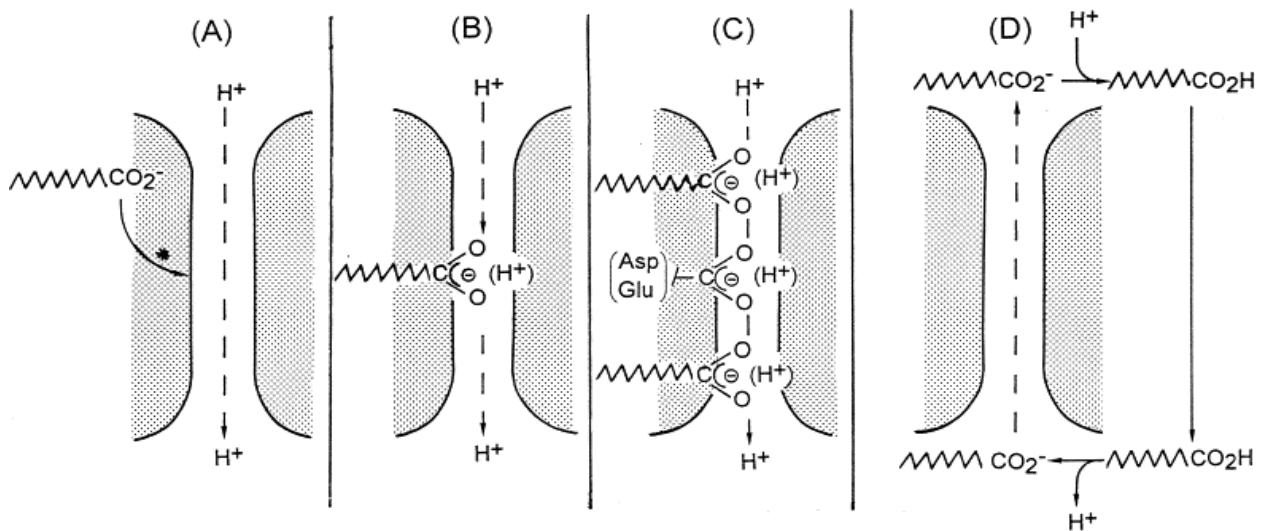 (A)
H+
CO2-
*
H+
(B)
H+
O
C ⊖ (H+)
O
H+
(C)
H+
O
C ⊖ (H+)
O
O
(Asp
Glu) C ⊖ (H+)
O
O
C ⊖ (H+)
O
H+
(D)
H+
CO2- CO2H
CO2- CO2H
H+